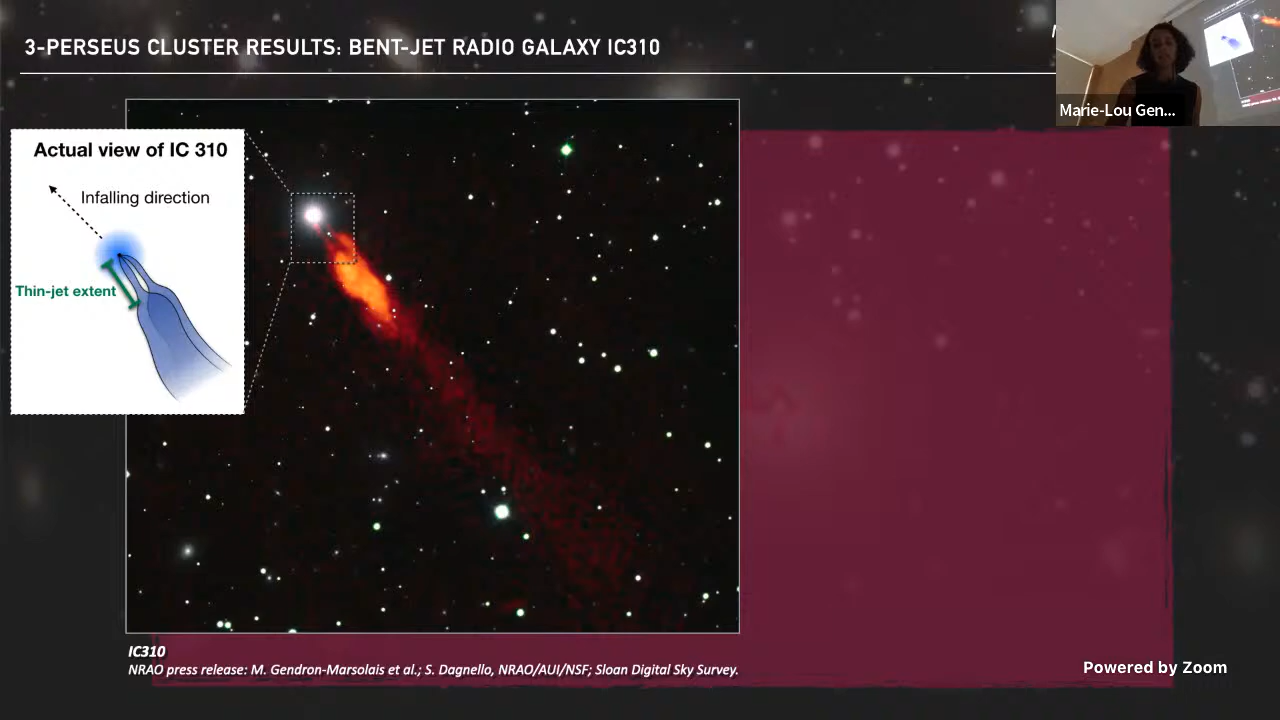 3-PERSEUS CLUSTER RESULTS: BENT-JET RADIO GALAXY IC310
Marie-Lou Gen...
Actual view of IC 310
Infalling direction
Thin-jet extent
IC310
NRAO press release: M. Gendron-Marsolais et al.; S. Dagnello, NRAO/AUI/NSF; Sloan Digital Sky Survey.
Powered by Zoom